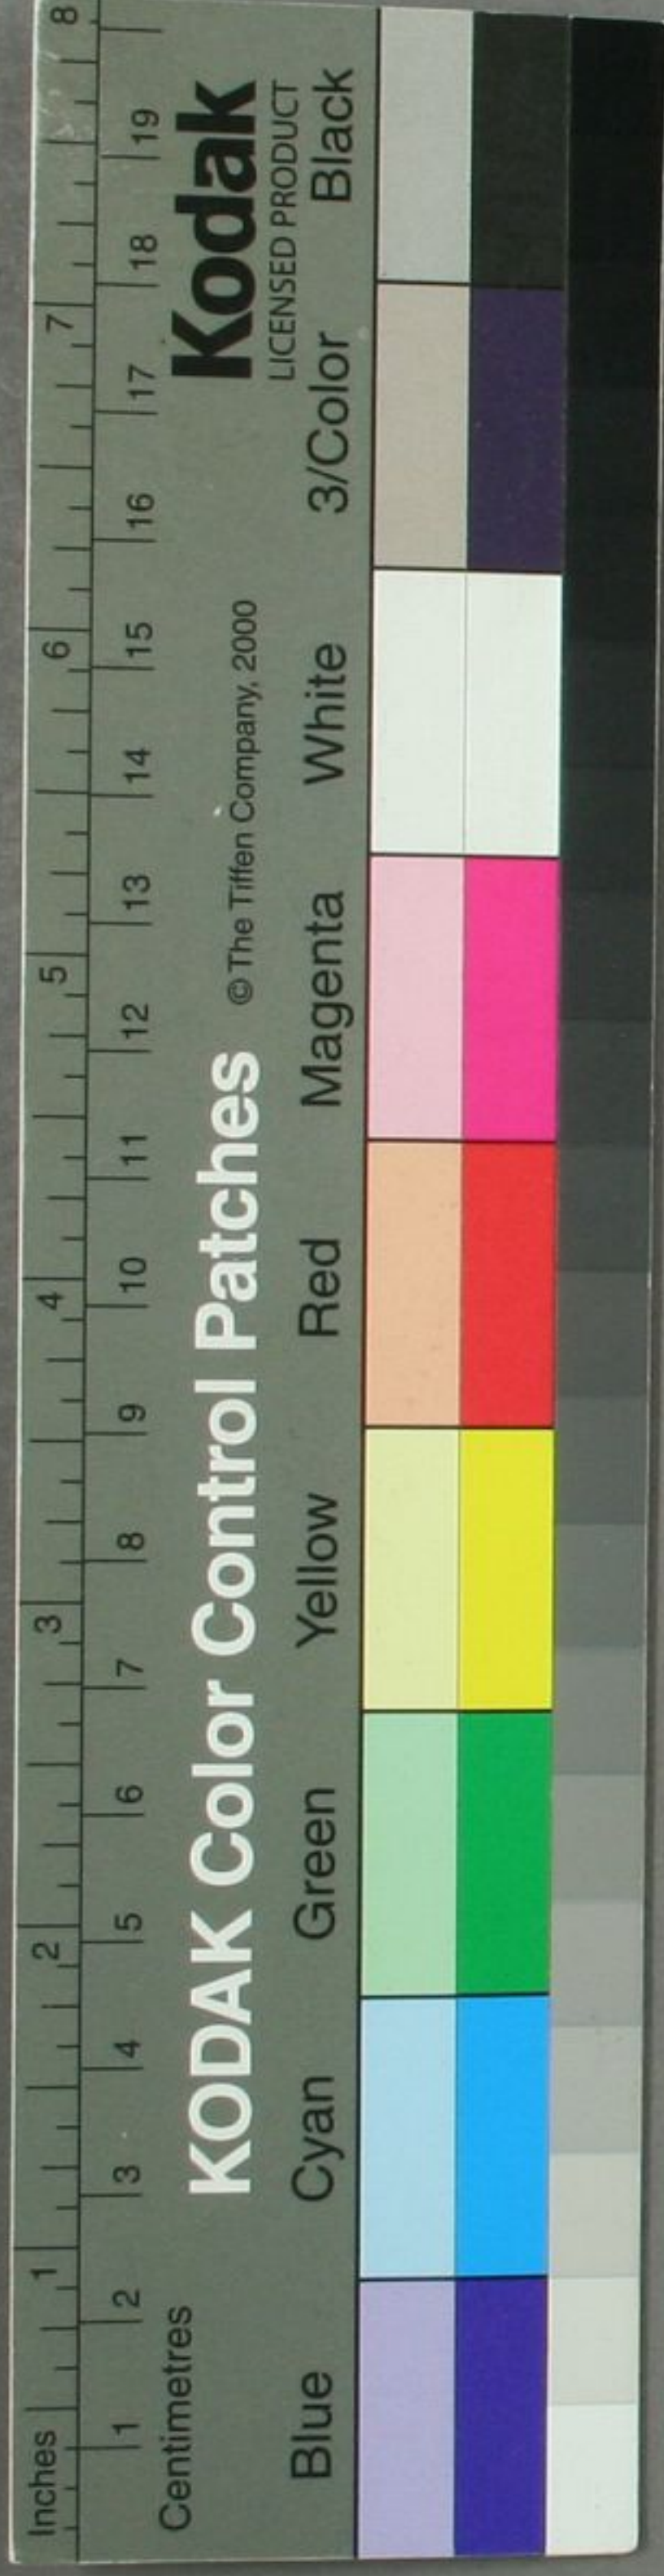 Inches 1 2 3 4 5 6 7 8
1 2 3 4 5 6 7 8 9 10 11 12 13 14 15 16 17 18 19
Centimetres
KODAK Color Control Patches © The Tiffen Company, 2000 Kodak
LICENSED PRODUCT
Blue Cyan Green Yellow Red Magenta White 3/Color Black